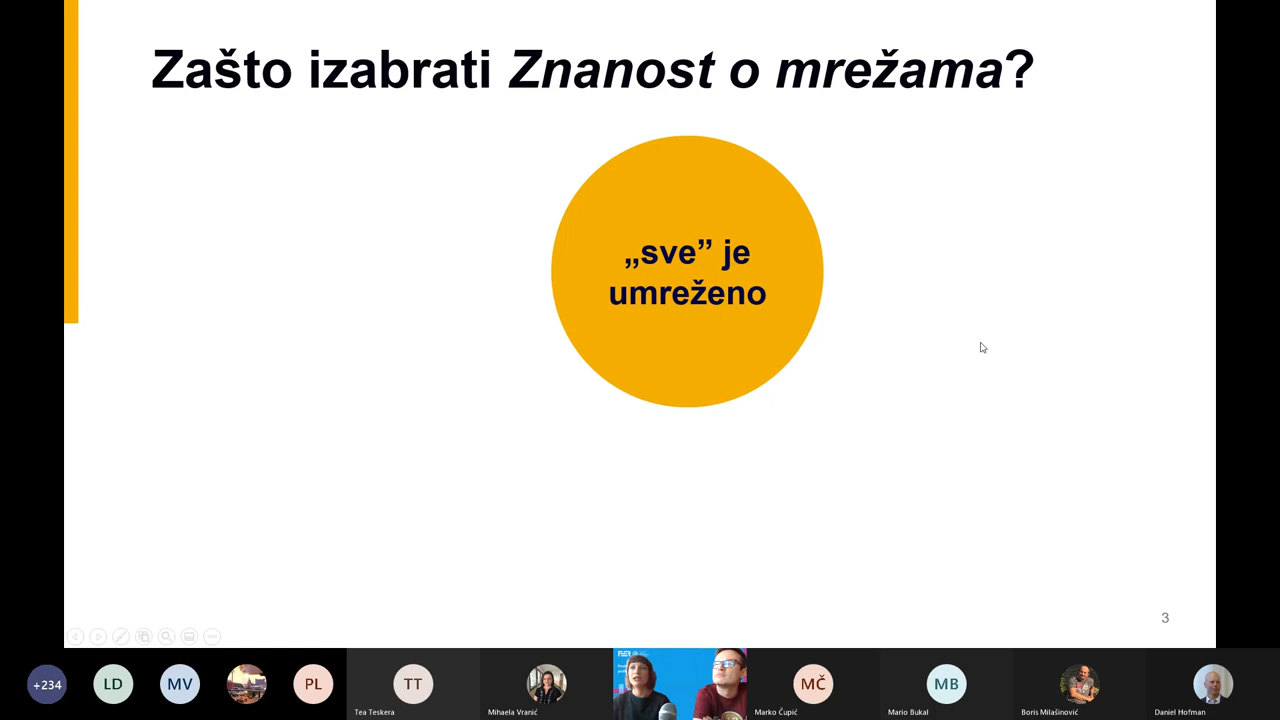 Zašto izabrati Znanost o mrežama?
„sve” je
umreženo
3
+234
LD
MV
PL
TT
Tea Teskera
Mihaela Vranić
FER
MČ
Marko Čupić
MB
Mario Bukal
Boris Milašinović
Daniel Hofman